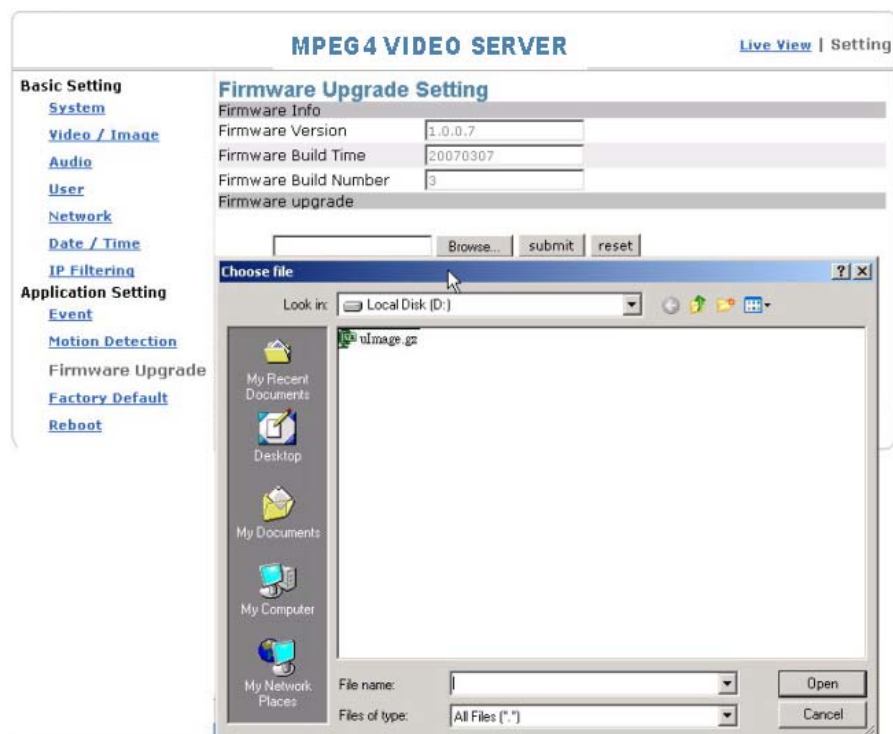 MPEG4 VIDEO SERVER
Live View | Setting
Basic Setting
System
Video / Image
Audio
User
Network
Date / Time
IP Filtering
Application Setting
Event
Motion Detection
Firmware Upgrade
Factory Default
Reboot
Firmware Upgrade Setting
Firmware Info
Firmware Version 1.0.0.7
Firmware Build Time 20070307
Firmware Build Number 3
Firmware upgrade
Browse... submit reset
Choose file
Look in: Local Disk (D:)
uImage.gz
My Recent
Documents
Desktop
My Documents
My Computer
My Network
Places
File name:
Open
Files of type: All Files (*.*)
Cancel